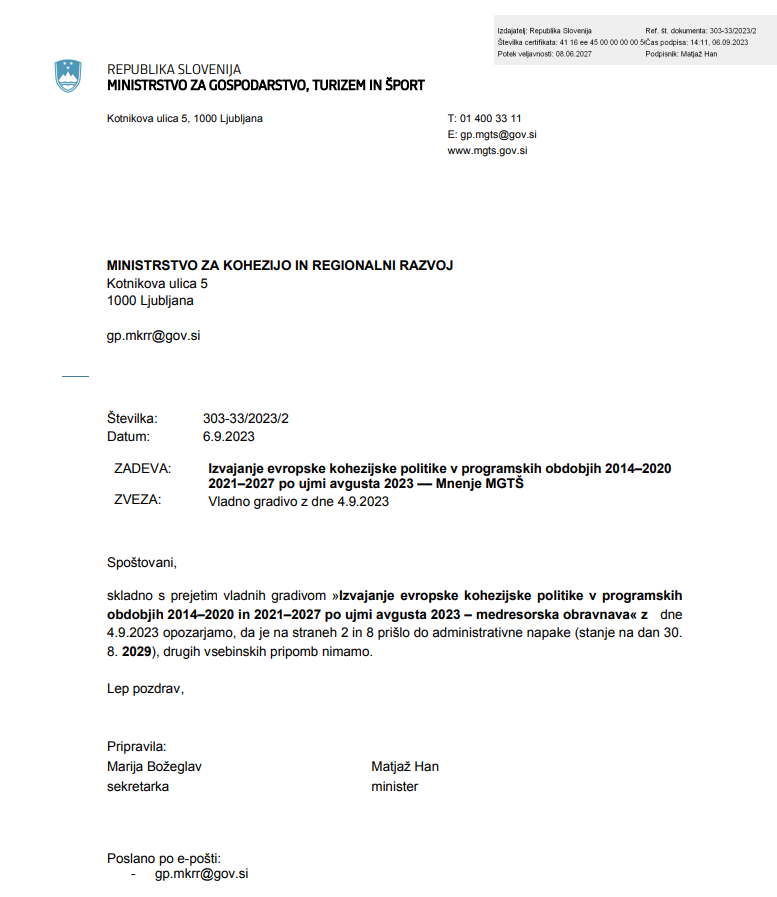 Izdajatelj: Republika Slovenija Ref. št. dokumenta: 303-33/2023/2
Številka certifikata: 41 16 ee 45 00 00 00 00 5 Čas podpisa: 14:11, 06.09.2023
Potek veljavnosti: 08.06.2027 Podpisnik: Matjaž Han
REPUBLIKA SLOVENIJA
MINISTRSTVO ZA GOSPODARSTVO, TURIZEM IN ŠPORT
Kotnikova ulica 5, 1000 Ljubljana T: 01 400 33 11
E: gp.mgts@gov.si
www.mgts.gov.si
MINISTRSTVO ZA KOHEZIJO IN REGIONALNI RAZVOJ
Kotnikova ulica 5
1000 Ljubljana
gp.mkrr@gov.si
Številka: 303-33/2023/2
Datum: 6.9.2023
ZADEVA: Izvajanje evropske kohezijske politike v programskih obdobjih 2014–2020
2021–2027 po ujmi avgusta 2023 –– Mnenje MGTŠ
ZVEZA: Vladno gradivo z dne 4.9.2023
Spoštovani,
skladno s prejetim vladnih gradivom »Izvajanje evropske kohezijske politike v programskih
obdobjih 2014–2020 in 2021–2027 po ujmi avgusta 2023 – medresorska obravnava« z dne
4.9.2023 opozarjamo, da je na straneh 2 in 8 prišlo do administrativne napake (stanje na dan 30.
8. 2029), drugih vsebinskih pripomb nimamo.
Lep pozdrav,
Pripravila:
Marija Božeglav Matjaž Han
sekretarka minister
Poslano po e-pošti:
- gp.mkrr@gov.si